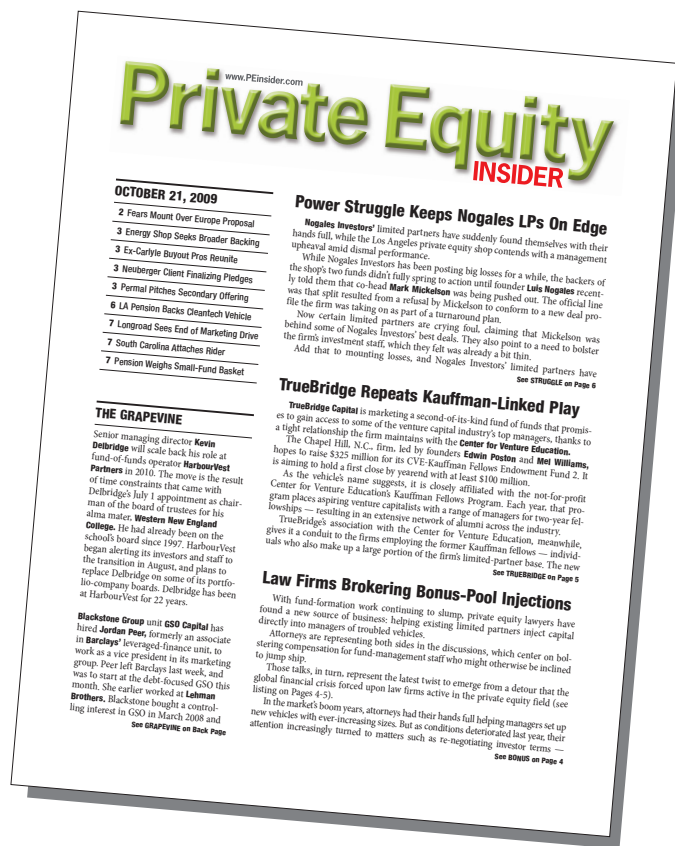 www.PEinsider.com
Private Equity
INSIDER
OCTOBER 21, 2009
2 Fears Mount Over Europe Proposal
3 Energy Shop Seeks Broader Backing
3 Ex-Carlyle Buyout Pros Reunite
3 Neuberger Client Finalizing Pledges
3 Permal Pitches Secondary Offering
6 LA Pension Backs Cleantech Vehicle
7 Longroad Sees End of Marketing Drive
7 South Carolina Attaches Rider
7 Pension Weighs Small-Fund Basket
THE GRAPEVINE
Senior managing director Kevin
Delbridge will scale back his role at
fund-of-funds operator HarbourVest
Partners in 2010. The move is the result
of time constraints that came with
Delbridge's July 1 appointment as chair-
man of the board of trustees for his
alma mater, Western New England
College. He had already been on the
school's board since 1997. HarbourVest
began alerting its investors and staff to
the transition in August, and plans to
replace Delbridge on some of its portfo-
lio-company boards. Delbridge has been
at HarbourVest for 22 years.
Blackstone Group unit GSO Capital has
hired Jordan Peer, formerly an associate
in Barclays' leveraged-finance unit, to
work as a vice president in its marketing
group. Peer left Barclays last week, and
was to start at the debt-focused GSO this
month. She earlier worked at Lehman
Brothers. Blackstone bought a control-
ling interest in GSO in March 2008 and
See GRAPEVINE on Back Page
Power Struggle Keeps Nogales LPs On Edge
Nogales Investors' limited partners have suddenly found themselves with their
hands full, while the Los Angeles private equity shop contends with a management
upheaval amid dismal performance.
While Nogales Investors has been posting big losses for a while, the backers of
the shop's two funds didn't fully spring to action until founder Luis Nogales recent-
ly told them that co-head Mark Mickelson was being pushed out. The official line
was that split resulted from a refusal by Mickelson to conform to a new deal pro-
file the firm was taking on as part of a turnaround plan.
Now certain limited partners are crying foul, claiming that Mickelson was
behind some of Nogales Investors' best deals. They also point to a need to bolster
the firm's investment staff, which they felt was already a bit thin.
Add that to mounting losses, and Nogales Investors' limited partners have
See STRUGGLE on Page 6
TrueBridge Repeats Kauffman-Linked Play
TrueBridge Capital is marketing a second-of-its-kind fund of funds that promis-
es to gain access to some of the venture capital industry's top managers, thanks to
a tight relationship the firm maintains with the Center for Venture Education.
The Chapel Hill, N.C., firm, led by founders Edwin Poston and Mel Williams,
hopes to raise $325 million for its CVE-Kauffman Fellows Endowment Fund 2. It
is aiming to hold a first close by yearend with at least $100 million.
As the vehicle's name suggests, it is closely affiliated with the not-for-profit
Center for Venture Education's Kauffman Fellows Program. Each year, that pro-
gram places aspiring venture capitalists with a range of managers for two-year fel-
lowships — resulting in an extensive network of alumni across the industry.
TrueBridge's association with the Center for Venture Education, meanwhile,
gives it a conduit to the firms employing the former Kauffman fellows — individ-
uals who also make up a large portion of the firm's limited-partner base. The new
See TRUEBRIDGE on Page 5
Law Firms Brokering Bonus-Pool Injections
With fund-formation work continuing to slump, private equity lawyers have
found a new source of business: helping existing limited partners inject capital
directly into managers of troubled vehicles.
Attorneys are representing both sides in the discussions, which center on bol-
stering compensation for fund-management staff who might otherwise be inclined
to jump ship.
Those talks, in turn, represent the latest twist to emerge from a detour that the
global financial crisis forced upon law firms active in the private equity field (see
listing on Pages 4-5).
In the market's boom years, attorneys had their hands full helping managers set up
new vehicles with ever-increasing sizes. But as conditions deteriorated last year, their
attention increasingly turned to matters such as re-negotiating investor terms —
See BONUS on Page 4